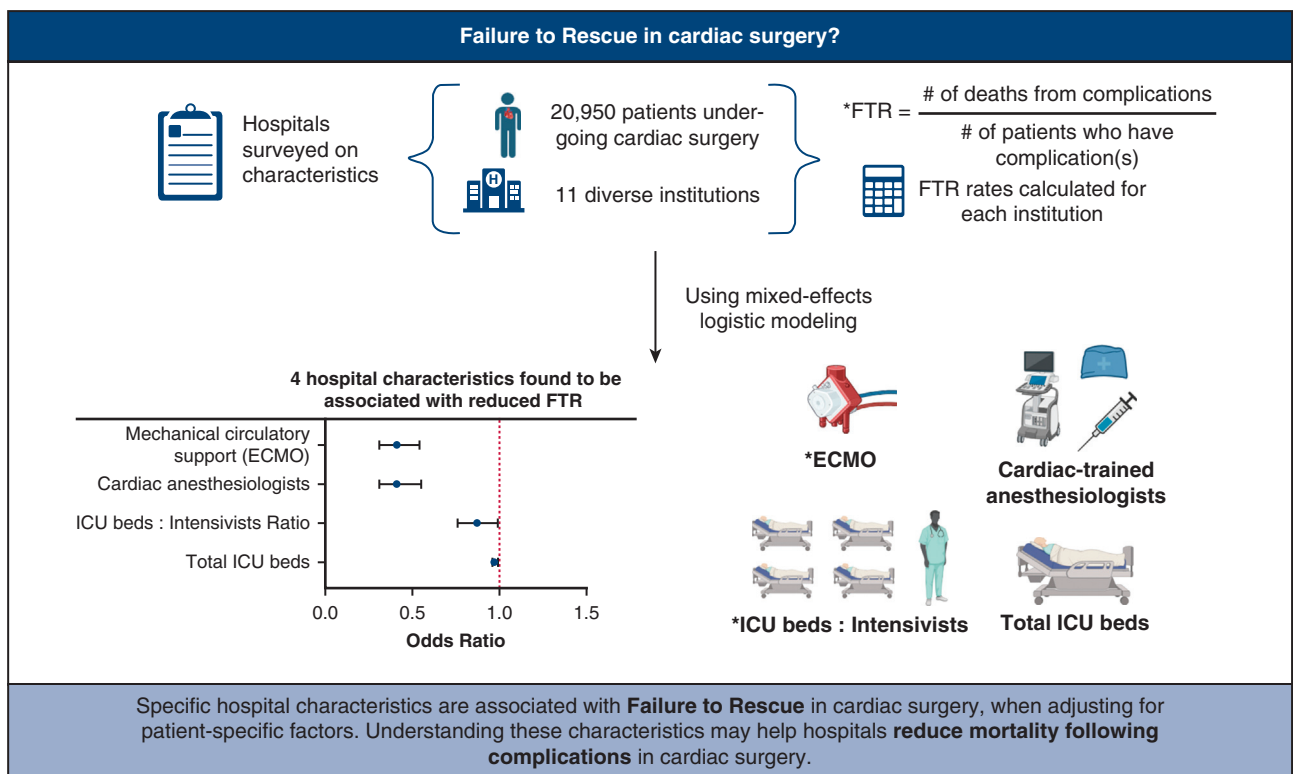 Failure to Rescue in cardiac surgery?
Hospitals
surveyed on
characteristics
20,950 patients under-
going cardiac surgery
H
11 diverse institutions
*FTR =
# of deaths from complications
# of patients who have
complication(s)
FTR rates calculated for
each institution
Using mixed-effects
logistic modeling
4 hospital characteristics found to be
associated with reduced FTR
Mechanical circulatory
support (ECMO)
Cardiac anesthesiologists
ICU beds : Intensivists Ratio
Total ICU beds
0.0 0.5 1.0 1.5
Odds Ratio
*ECMO
Cardiac-trained
anesthesiologists
*ICU beds : Intensivists
Total ICU beds
Specific hospital characteristics are associated with Failure to Rescue in cardiac surgery, when adjusting for
patient-specific factors. Understanding these characteristics may help hospitals reduce mortality following
complications in cardiac surgery.